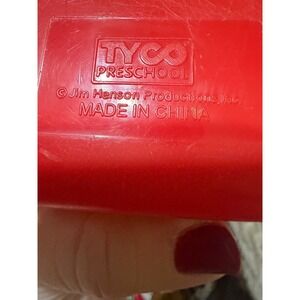 TYCO
PRESCHOOL
© Jim Henson Productions, Inc.
MADE IN CHINA